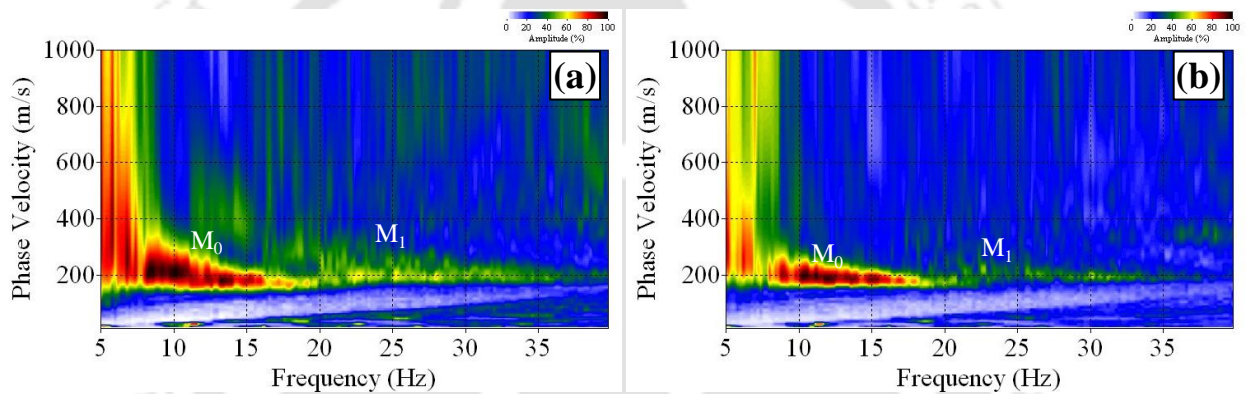 0 20 40 60 80 100
Amplitude (%)
(a)
1000
800
600
400
200
Phase Velocity (m/s)
M0
M1
5 10 15 20 25 30 35
Frequency (Hz)
0 20 40 60 80 100
Amplitude (%)
(b)
1000
800
600
400
200
Phase Velocity (m/s)
M0
M1
5 10 15 20 25 30 35
Frequency (Hz)